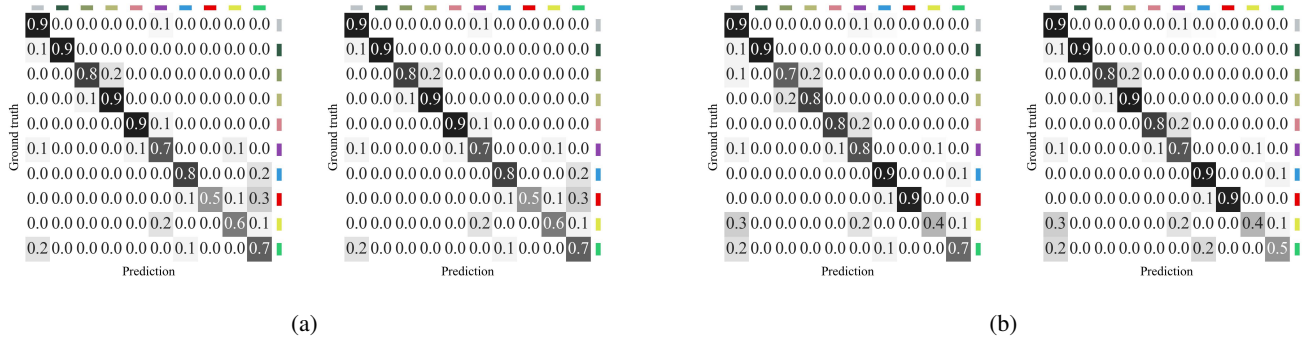 Ground truth
0.9 0.0 0.0 0.0 0.0 0.1 0.0 0.0 0.0 0.0
0.1 0.9 0.0 0.0 0.0 0.0 0.0 0.0 0.0 0.0
0.0 0.0 0.8 0.2 0.0 0.0 0.0 0.0 0.0 0.0
0.0 0.0 0.1 0.9 0.0 0.0 0.0 0.0 0.0 0.0
0.0 0.0 0.0 0.0 0.9 0.1 0.0 0.0 0.0 0.0
0.1 0.0 0.0 0.0 0.1 0.7 0.0 0.0 0.1 0.0
0.0 0.0 0.0 0.0 0.0 0.0 0.8 0.0 0.0 0.2
0.0 0.0 0.0 0.0 0.0 0.0 0.1 0.5 0.1 0.3
0.0 0.0 0.0 0.0 0.0 0.2 0.0 0.0 0.6 0.1
0.2 0.0 0.0 0.0 0.0 0.0 0.1 0.0 0.0 0.7
Prediction
Ground truth
0.9 0.0 0.0 0.0 0.0 0.1 0.0 0.0 0.0 0.0
0.1 0.9 0.0 0.0 0.0 0.0 0.0 0.0 0.0 0.0
0.0 0.0 0.8 0.2 0.0 0.0 0.0 0.0 0.0 0.0
0.0 0.0 0.1 0.9 0.0 0.0 0.0 0.0 0.0 0.0
0.0 0.0 0.0 0.0 0.9 0.1 0.0 0.0 0.0 0.0
0.1 0.0 0.0 0.0 0.1 0.7 0.0 0.0 0.1 0.0
0.0 0.0 0.0 0.0 0.0 0.0 0.8 0.0 0.0 0.2
0.0 0.0 0.0 0.0 0.0 0.0 0.1 0.5 0.1 0.3
0.0 0.0 0.0 0.0 0.0 0.2 0.0 0.0 0.6 0.1
0.2 0.0 0.0 0.0 0.0 0.0 0.1 0.0 0.0 0.7
Prediction
(a)
Ground truth
0.9 0.0 0.0 0.0 0.0 0.1 0.0 0.0 0.0 0.0
0.1 0.9 0.0 0.0 0.0 0.0 0.0 0.0 0.0 0.0
0.1 0.0 0.7 0.2 0.0 0.0 0.0 0.0 0.0 0.0
0.0 0.0 0.2 0.8 0.0 0.0 0.0 0.0 0.0 0.0
0.0 0.0 0.0 0.0 0.8 0.2 0.0 0.0 0.0 0.0
0.1 0.0 0.0 0.0 0.1 0.8 0.0 0.0 0.1 0.0
0.0 0.0 0.0 0.0 0.0 0.0 0.9 0.0 0.0 0.1
0.0 0.0 0.0 0.0 0.0 0.0 0.1 0.9 0.0 0.0
0.3 0.0 0.0 0.0 0.0 0.1 0.0 0.0 0.4 0.1
0.2 0.0 0.0 0.0 0.0 0.0 0.1 0.0 0.0 0.7
Prediction
Ground truth
0.9 0.0 0.0 0.0 0.0 0.1 0.0 0.0 0.0 0.0
0.1 0.9 0.0 0.0 0.0 0.0 0.0 0.0 0.0 0.0
0.0 0.0 0.8 0.2 0.0 0.0 0.0 0.0 0.0 0.0
0.0 0.0 0.1 0.9 0.0 0.0 0.0 0.0 0.0 0.0
0.0 0.0 0.0 0.0 0.8 0.2 0.0 0.0 0.0 0.0
0.1 0.0 0.0 0.0 0.1 0.7 0.0 0.0 0.1 0.0
0.0 0.0 0.0 0.0 0.0 0.0 0.9 0.0 0.0 0.1
0.0 0.0 0.0 0.0 0.0 0.0 0.1 0.9 0.0 0.0
0.3 0.0 0.0 0.0 0.0 0.2 0.0 0.0 0.4 0.1
0.2 0.0 0.0 0.0 0.0 0.0 0.2 0.0 0.0 0.5
Prediction
(b)